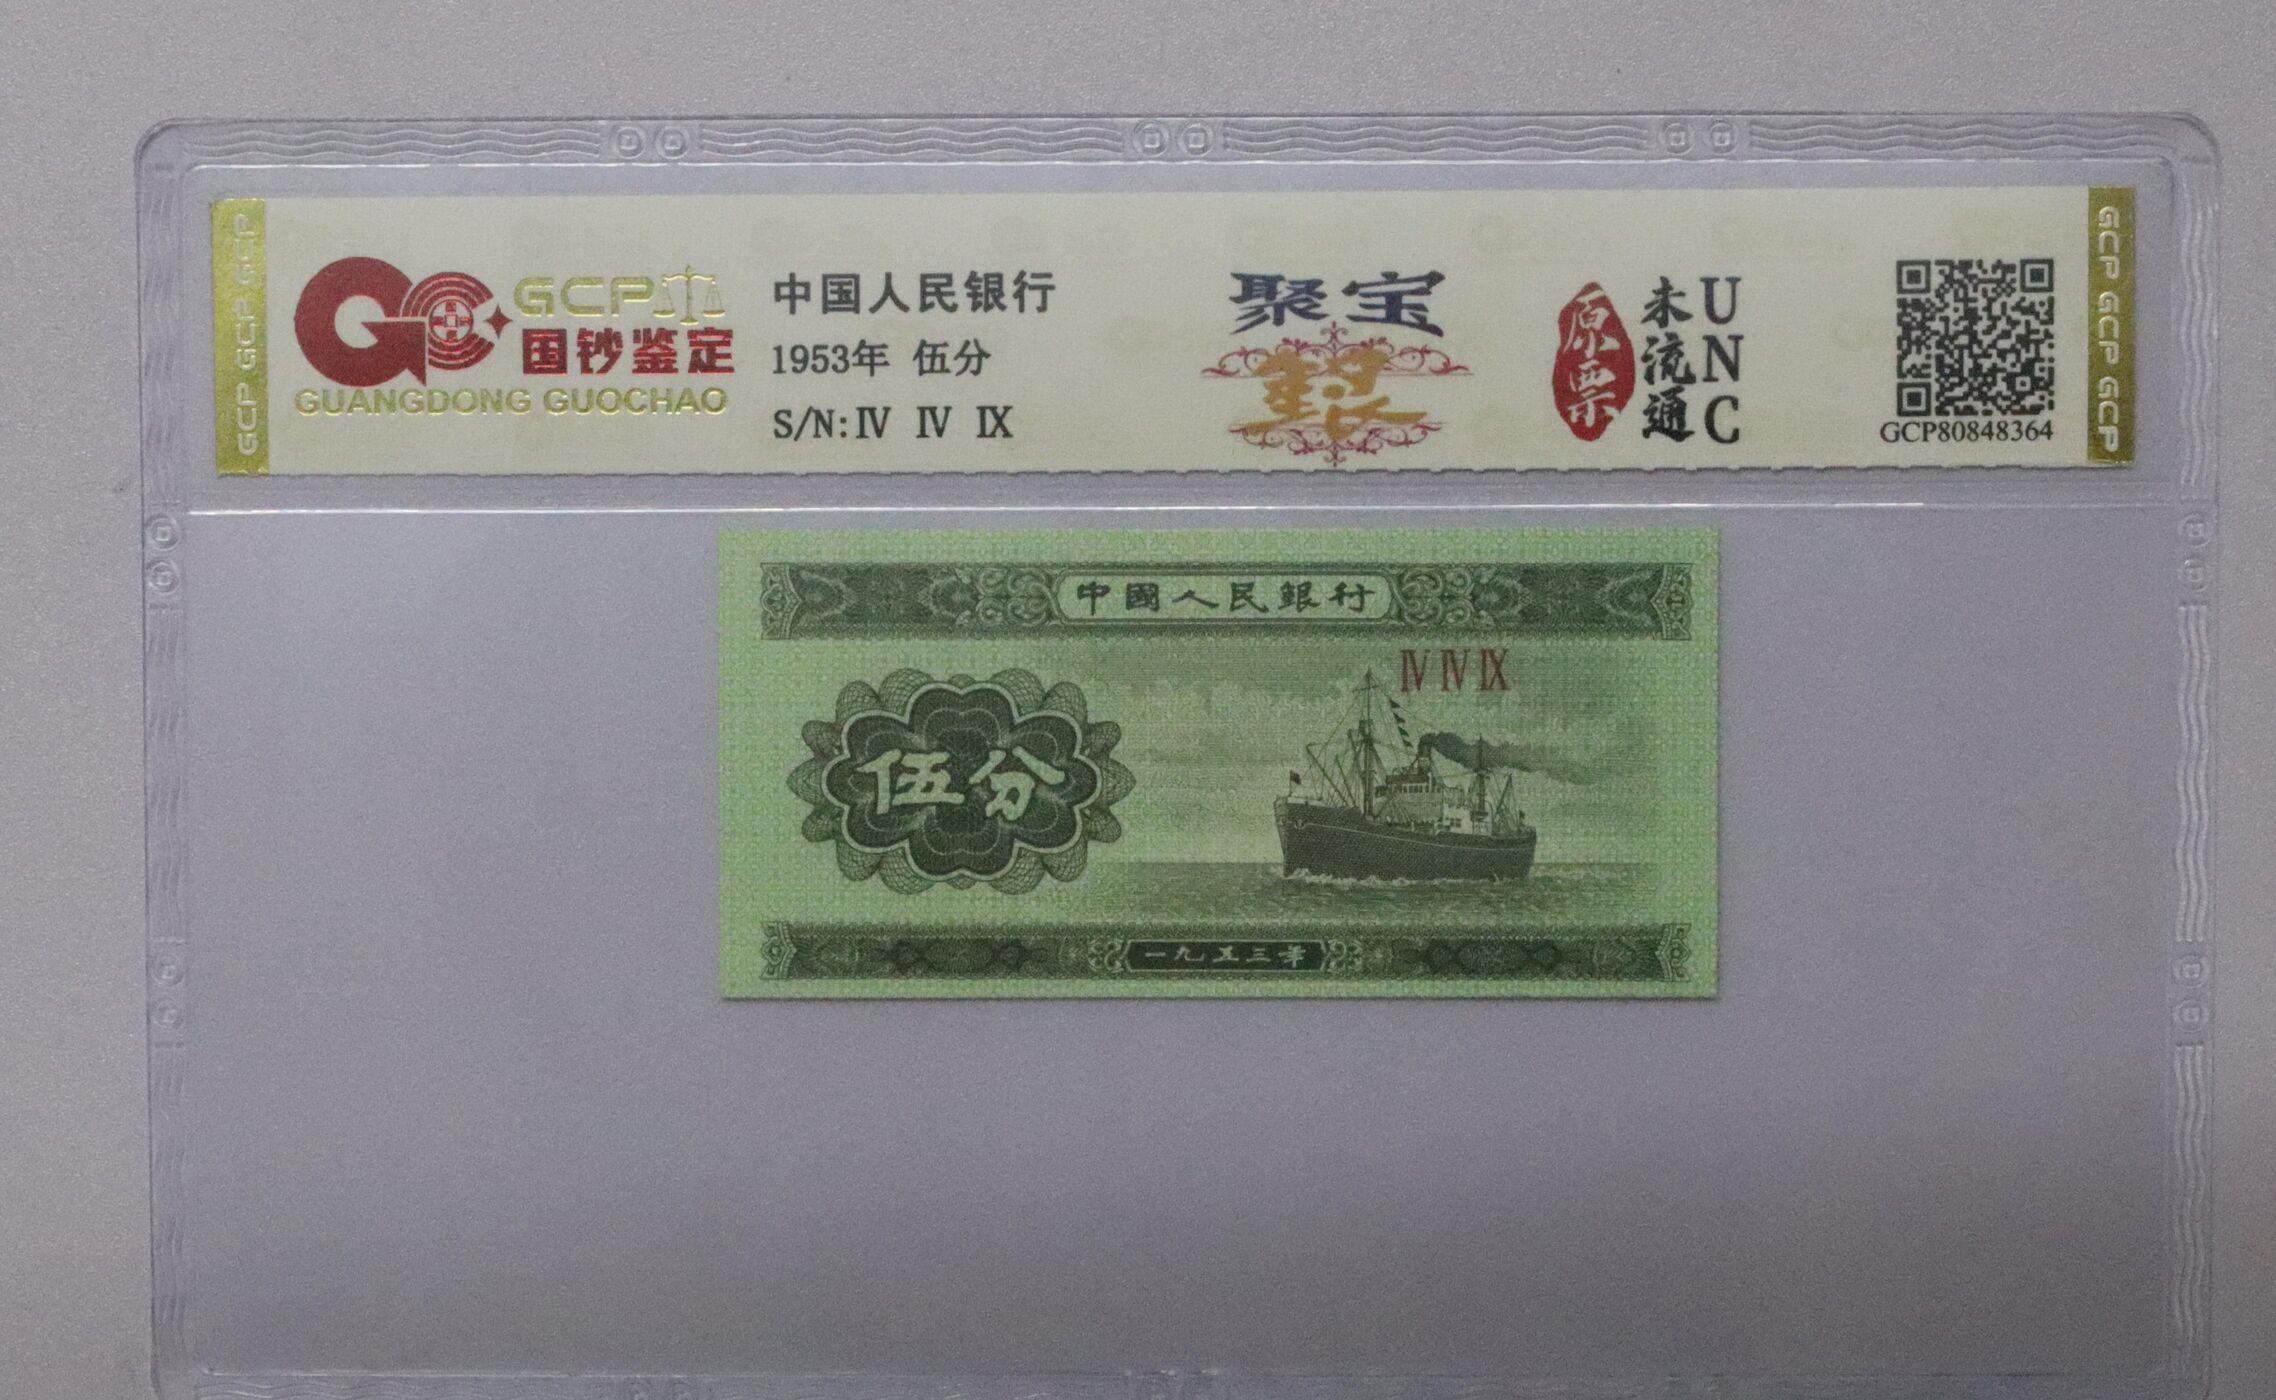 GCP GCP GCP
GCP
国钞鉴定
GUANGDONG GUOCHAO
中国人民银行
1953年 伍分
S/N:Ⅳ Ⅳ Ⅸ
聚宝
原票
未流通
UNC
GCP80848364
GCP GCP GCP GCP
中國人民銀行
Ⅳ Ⅳ Ⅸ
伍分
一九五三年